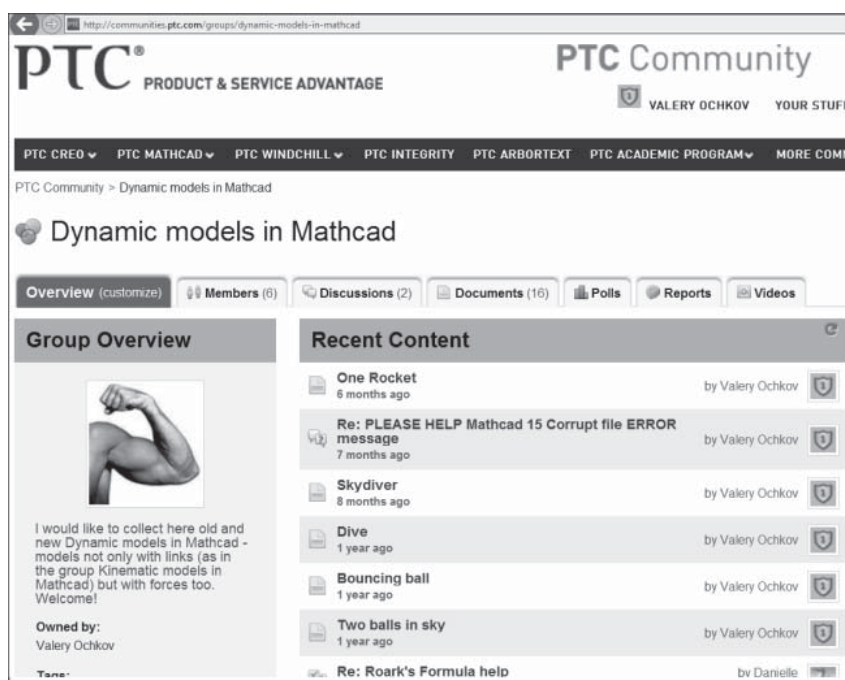 http://communities.ptc.com/groups/dynamic-models-in-mathcad
PTC® PRODUCT & SERVICE ADVANTAGE
PTC Community
VALERY OCHKOV YOUR STUFF
PTC CREO PTC MATHCAD PTC WINDCHILL PTC INTEGRITY PTC ARBORTEXT PTC ACADEMIC PROGRAM MORE COM
PTC Community > Dynamic models in Mathcad
Dynamic models in Mathcad
Overview (customize) Members (6) Discussions (2) Documents (16) Polls Reports Videos
Group Overview
I would like to collect here old and
new Dynamic models in Mathcad -
models not only with links (as in
the group Kinematic models in
Mathcad) but with forces too.
Welcome!
Owned by:
Valery Ochkov
Tags:
Recent Content
One Rocket
6 months ago
by Valery Ochkov
Re: PLEASE HELP Mathcad 15 Corrupt file ERROR
message
7 months ago
by Valery Ochkov
Skydiver
8 months ago
by Valery Ochkov
Dive
1 year ago
by Valery Ochkov
Bouncing ball
1 year ago
by Valery Ochkov
Two balls in sky
1 year ago
by Valery Ochkov
Re: Roark's Formula help
by Danielle